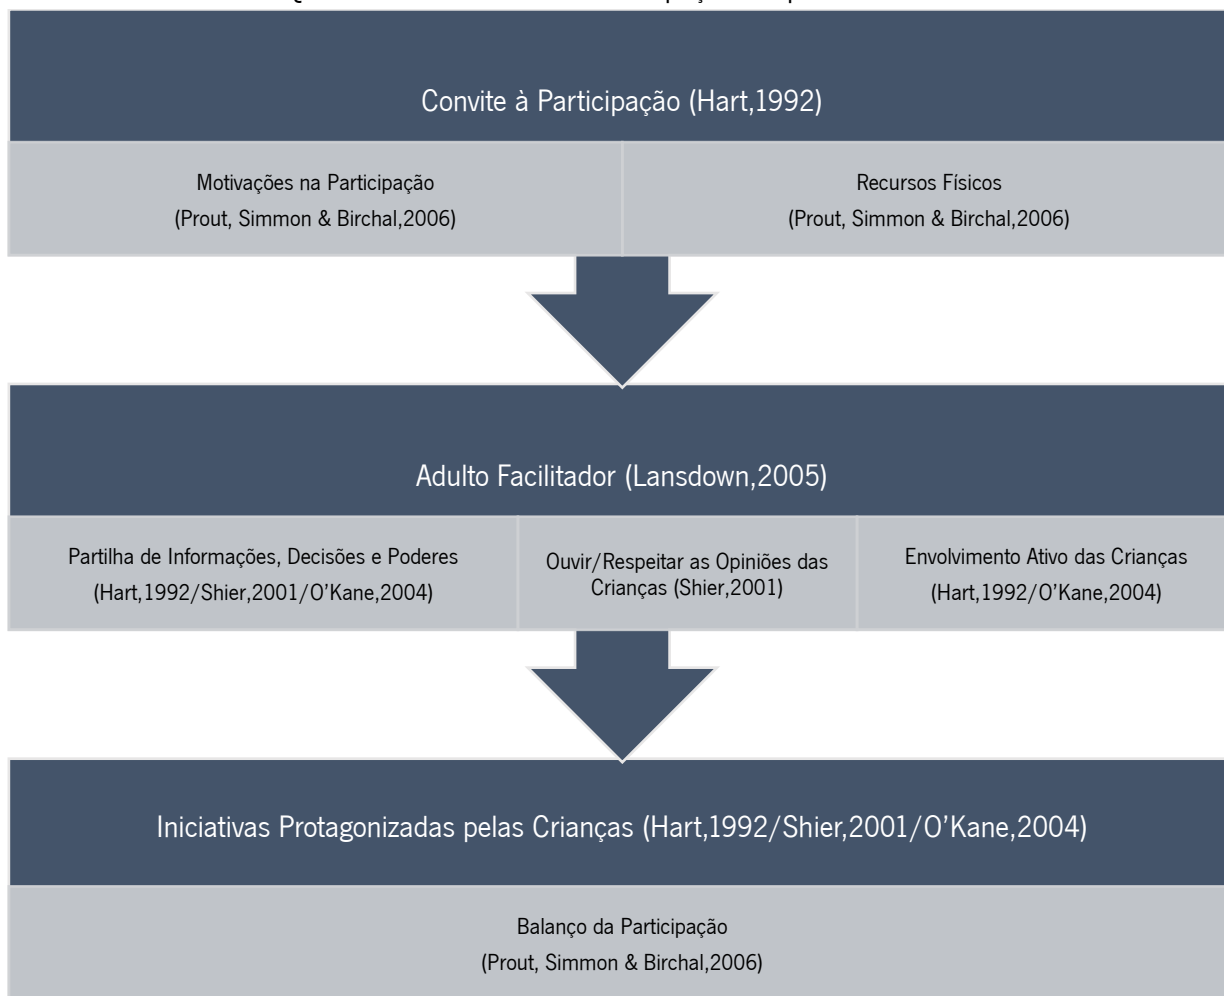 Convite à Participação (Hart,1992)
Motivações na Participação
(Prout, Simmon & Birchal,2006)
Recursos Físicos
(Prout, Simmon & Birchal,2006)
Adulto Facilitador (Lansdown,2005)
Partilha de Informações, Decisões e Poderes
(Hart,1992/Shier,2001/O'Kane,2004)
Ouvir/Respeitar as Opiniões das
Crianças (Shier,2001)
Envolvimento Ativo das Crianças
(Hart,1992/O'Kane,2004)
Iniciativas Protagonizadas pelas Crianças (Hart,1992/Shier,2001/O'Kane,2004)
Balanço da Participação
(Prout, Simmon & Birchal,2006)